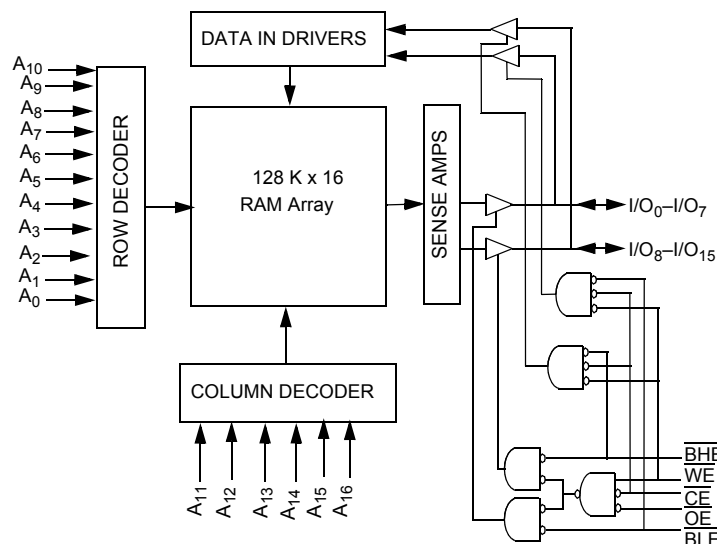 DATA IN DRIVERS
A10
A9
A8
A7
A6
A5
A4
A3
A2
A1
A0
ROW DECODER
128 K x 16
RAM Array
SENSE AMPS
I/O0–I/O7
I/O8–I/O15
COLUMN DECODER
A11
A12
A13
A14
A15
A16
BHE
WE
CE
OE
BLE